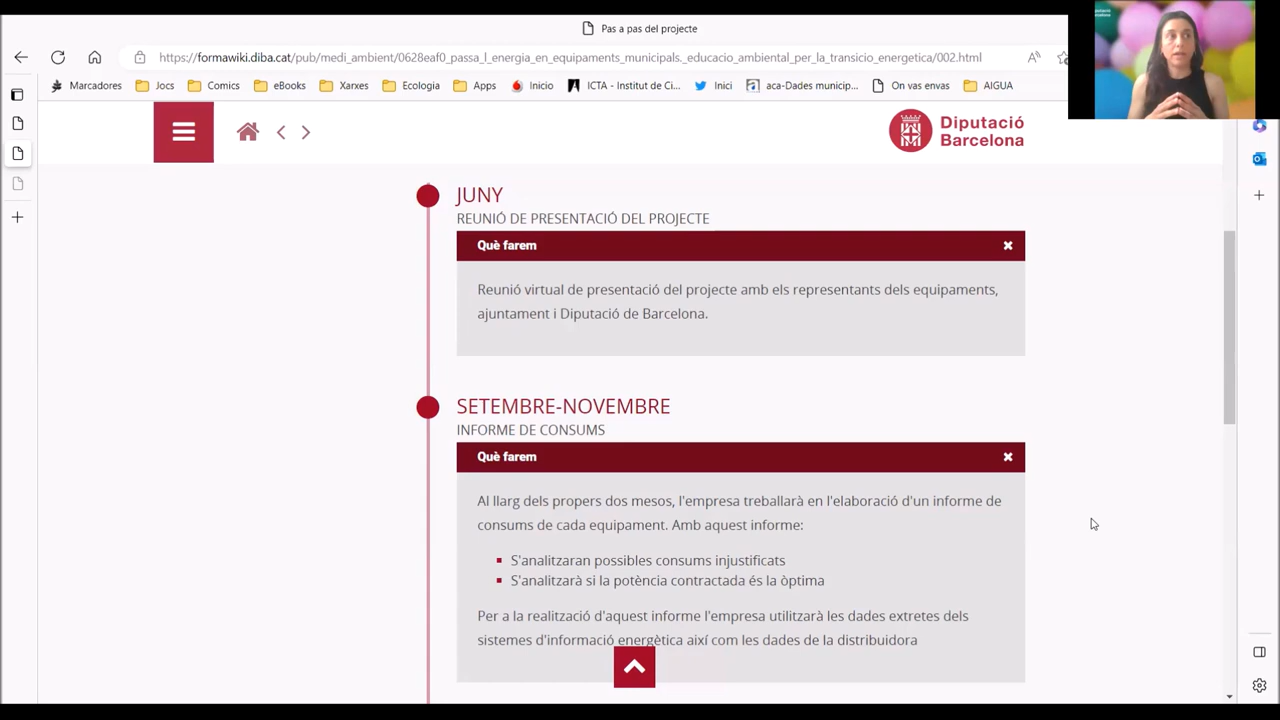 Pas a pas del projecte
https://formawiki.diba.cat/pub/medi_ambient/0628eaf0_passa_l_energia_en_equipaments_municipals._educacio_ambiental_per_la_transicio_energetica/002.html
Marcadores Jocs Comics eBooks Xarxes Ecologia Apps Inicio ICTA - Institut de Ci... Inici aca-Dades municip... On vas envas AIGUA
Diputació
Barcelona
Diputació
Barcelona
JUNY
REUNIÓ DE PRESENTACIÓ DEL PROJECTE
Què farem
Reunió virtual de presentació del projecte amb els representants dels equipaments,
ajuntament i Diputació de Barcelona.
SETEMBRE-NOVEMBRE
INFORME DE CONSUMS
Què farem
Al llarg dels propers dos mesos, l'empresa treballarà en l'elaboració d'un informe de
consums de cada equipament. Amb aquest informe:
S'analitzaran possibles consums injustificats
S'analitzarà si la potència contractada és la òptima
Per a la realització d'aquest informe l'empresa utilitzarà les dades extretes dels
sistemes d'informació energètica així com les dades de la distribuidora